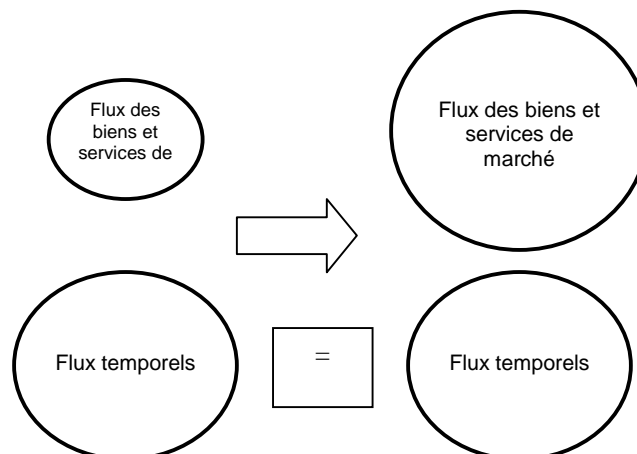 Flux des
biens et
services de
Flux des biens et
services de
marché
Flux temporels
=
Flux temporels